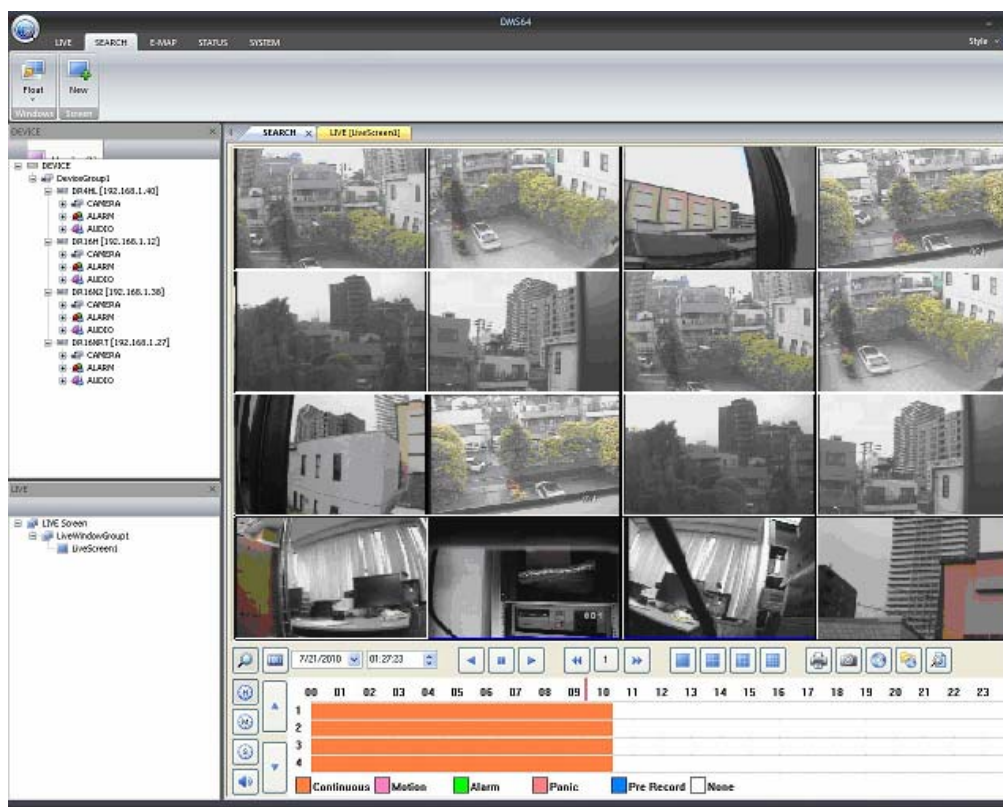 DMS64
LIVE SEARCH E-MAP STATUS SYSTEM Style
Float New
Windows Screen
DEVICE
SEARCH LIVE [LiveScreen1]
DEVICE
DeviceGroup1
DR4HL [192.168.1.40]
CAMERA
ALARM
AUDIO
DR16H [192.168.1.12]
CAMERA
ALARM
AUDIO
DR16N2 [192.168.1.38]
CAMERA
ALARM
AUDIO
DR16NRT [192.168.1.27]
CAMERA
ALARM
AUDIO
LIVE
LIVE Screen
LiveWindowGroup1
LiveScreen1
7/21/2010 01:27:23 1
00 01 02 03 04 05 06 07 08 09 10 11 12 13 14 15 16 17 18 19 20 21 22 23
1
2
3
4
Continuous Motion Alarm Panic Pre Record None